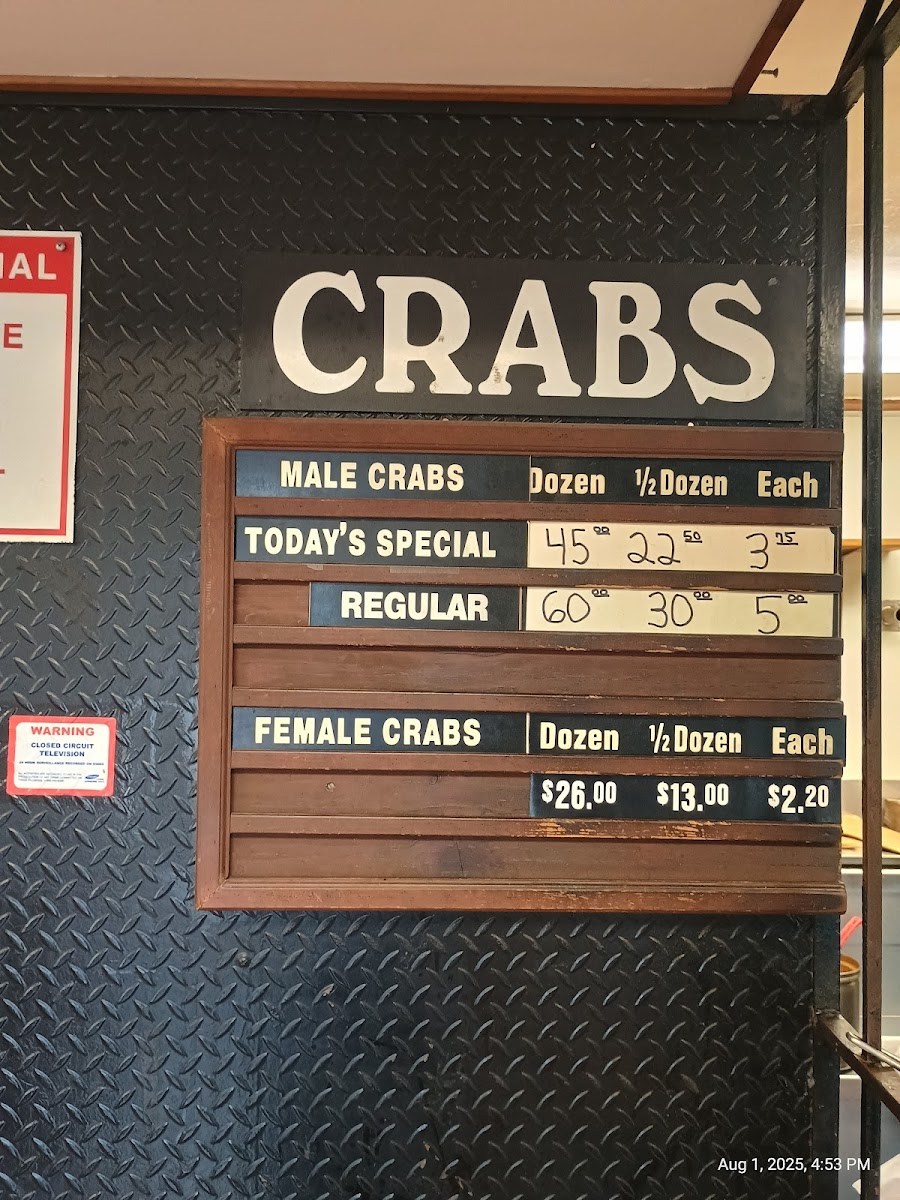 IAL
E
CRABS
MALE CRABS Dozen ½ Dozen Each
TODAY'S SPECIAL 45⁰⁰ 22⁵⁰ 3⁷⁵
REGULAR 60⁰⁰ 30⁰⁰ 5⁰⁰
FEMALE CRABS Dozen ½ Dozen Each
$26.00 $13.00 $2.20
WARNING
CLOSED CIRCUIT
TELEVISION
Aug 1, 2025, 4:53 PM